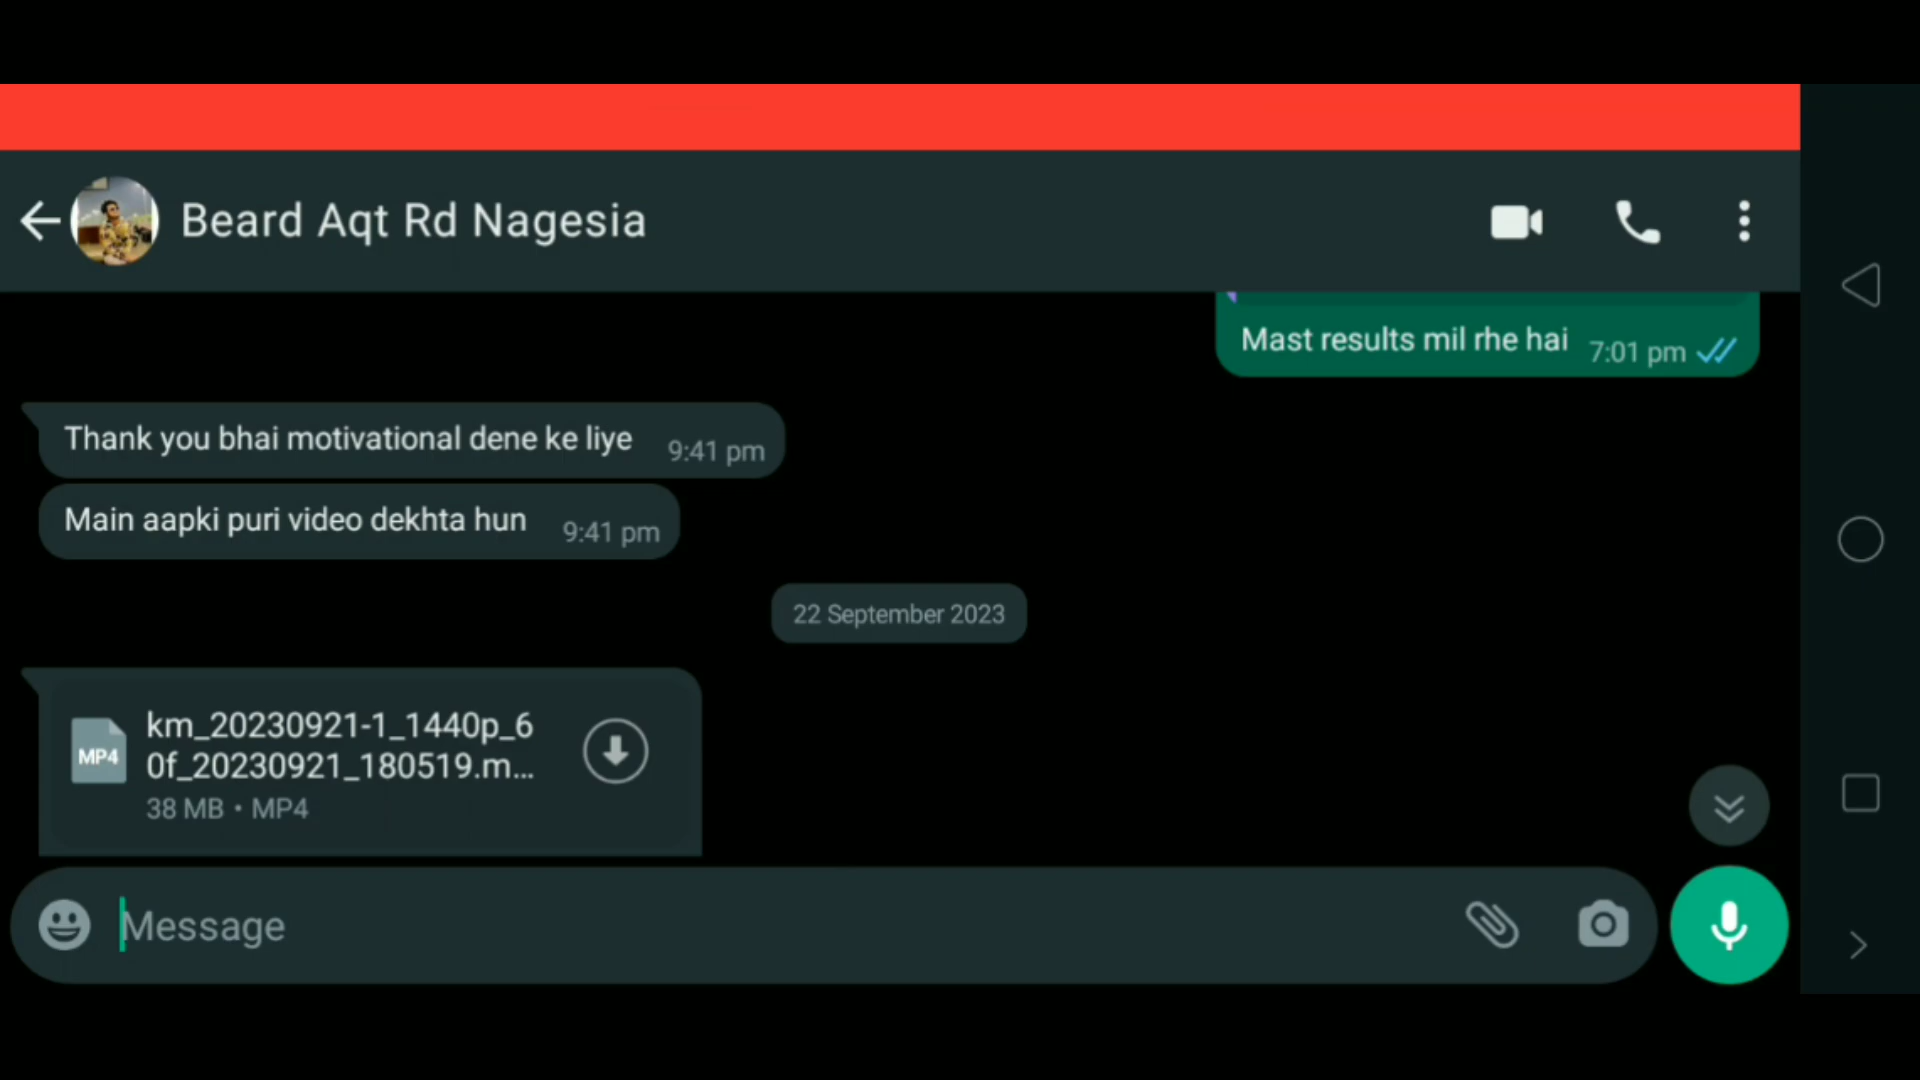 Beard Aqt Rd Nagesia
Mast results mil rhe hai 7:01 pm
Thank you bhai motivational dene ke liye 9:41 pm
Main aapki puri video dekhta hun 9:41 pm
22 September 2023
MP4
km_20230921-1_1440p_6
0f_20230921_180519.m...
38 MB • MP4
Message